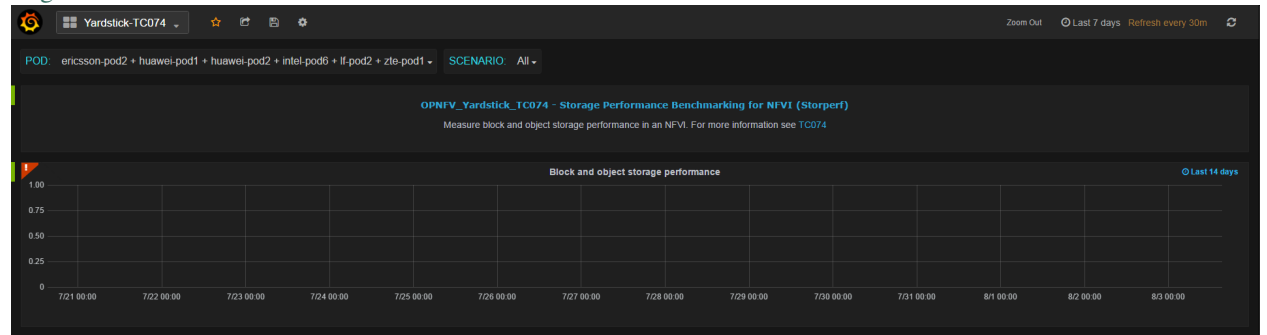 Yardstick-TC074
Zoom Out Last 7 days Refresh every 30m
POD: ericsson-pod2 + huawei-pod1 + huawei-pod2 + intel-pod6 + lf-pod2 + zte-pod1 SCENARIO: All
OPNFV_Yardstick_TC074 - Storage Performance Benchmarking for NFVI (Storperf)
Measure block and object storage performance in an NFVI. For more information see TC074
!
Block and object storage performance
Last 14 days
1.00
0.75
0.50
0.25
0
7/21 00:00 7/22 00:00 7/23 00:00 7/24 00:00 7/25 00:00 7/26 00:00 7/27 00:00 7/28 00:00 7/29 00:00 7/30 00:00 7/31 00:00 8/1 00:00 8/2 00:00 8/3 00:00